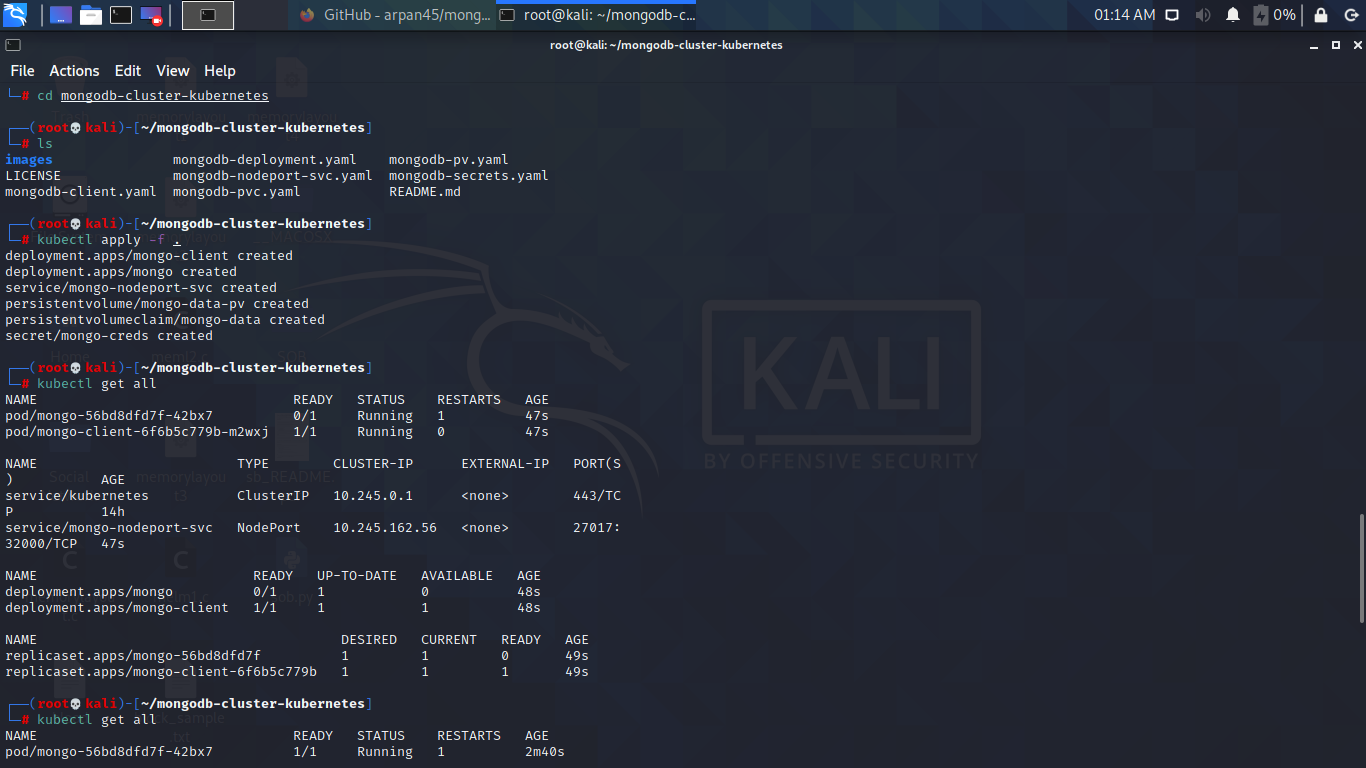 GitHub - arpan45/mong...
root@kali: ~/mongodb-c...
01:14 AM
0%
root@kali: ~/mongodb-cluster-kubernetes
File Actions Edit View Help
└─# cd mongodb-cluster-kubernetes
┌──(root💀kali)-[~/mongodb-cluster-kubernetes]
└─# ls
images mongodb-deployment.yaml mongodb-pv.yaml
LICENSE mongodb-nodeport-svc.yaml mongodb-secrets.yaml
mongodb-client.yaml mongodb-pvc.yaml README.md
┌──(root💀kali)-[~/mongodb-cluster-kubernetes]
└─# kubectl apply -f .
deployment.apps/mongo-client created
deployment.apps/mongo created
service/mongo-nodeport-svc created
persistentvolume/mongo-data-pv created
persistentvolumeclaim/mongo-data created
secret/mongo-creds created
┌──(root💀kali)-[~/mongodb-cluster-kubernetes]
└─# kubectl get all
NAME READY STATUS RESTARTS AGE
pod/mongo-56bd8dfd7f-42bx7 0/1 Running 1 47s
pod/mongo-client-6f6b5c779b-m2wxj 1/1 Running 0 47s
NAME TYPE CLUSTER-IP EXTERNAL-IP PORT(S
) AGE
service/kubernetes ClusterIP 10.245.0.1 <none> 443/TC
P 14h
service/mongo-nodeport-svc NodePort 10.245.162.56 <none> 27017:
32000/TCP 47s
NAME READY UP-TO-DATE AVAILABLE AGE
deployment.apps/mongo 0/1 1 0 48s
deployment.apps/mongo-client 1/1 1 1 48s
NAME DESIRED CURRENT READY AGE
replicaset.apps/mongo-56bd8dfd7f 1 1 0 49s
replicaset.apps/mongo-client-6f6b5c779b 1 1 1 49s
┌──(root💀kali)-[~/mongodb-cluster-kubernetes]
└─# kubectl get all
NAME READY STATUS RESTARTS AGE
pod/mongo-56bd8dfd7f-42bx7 1/1 Running 1 2m40s
KALI
BY OFFENSIVE SECURITY